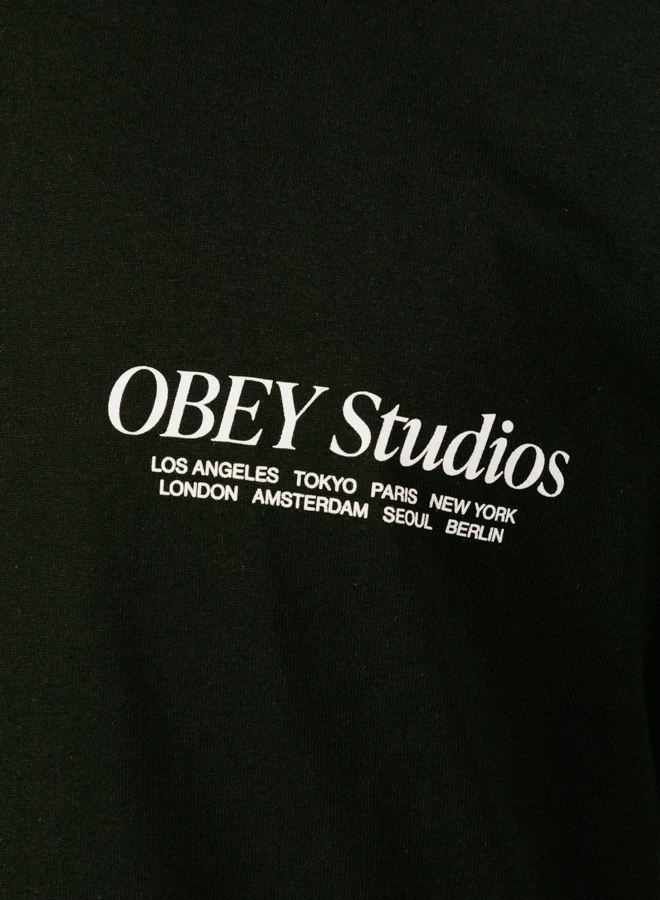 OBEY Studios
LOS ANGELES TOKYO PARIS NEW YORK
LONDON AMSTERDAM SEOUL BERLIN